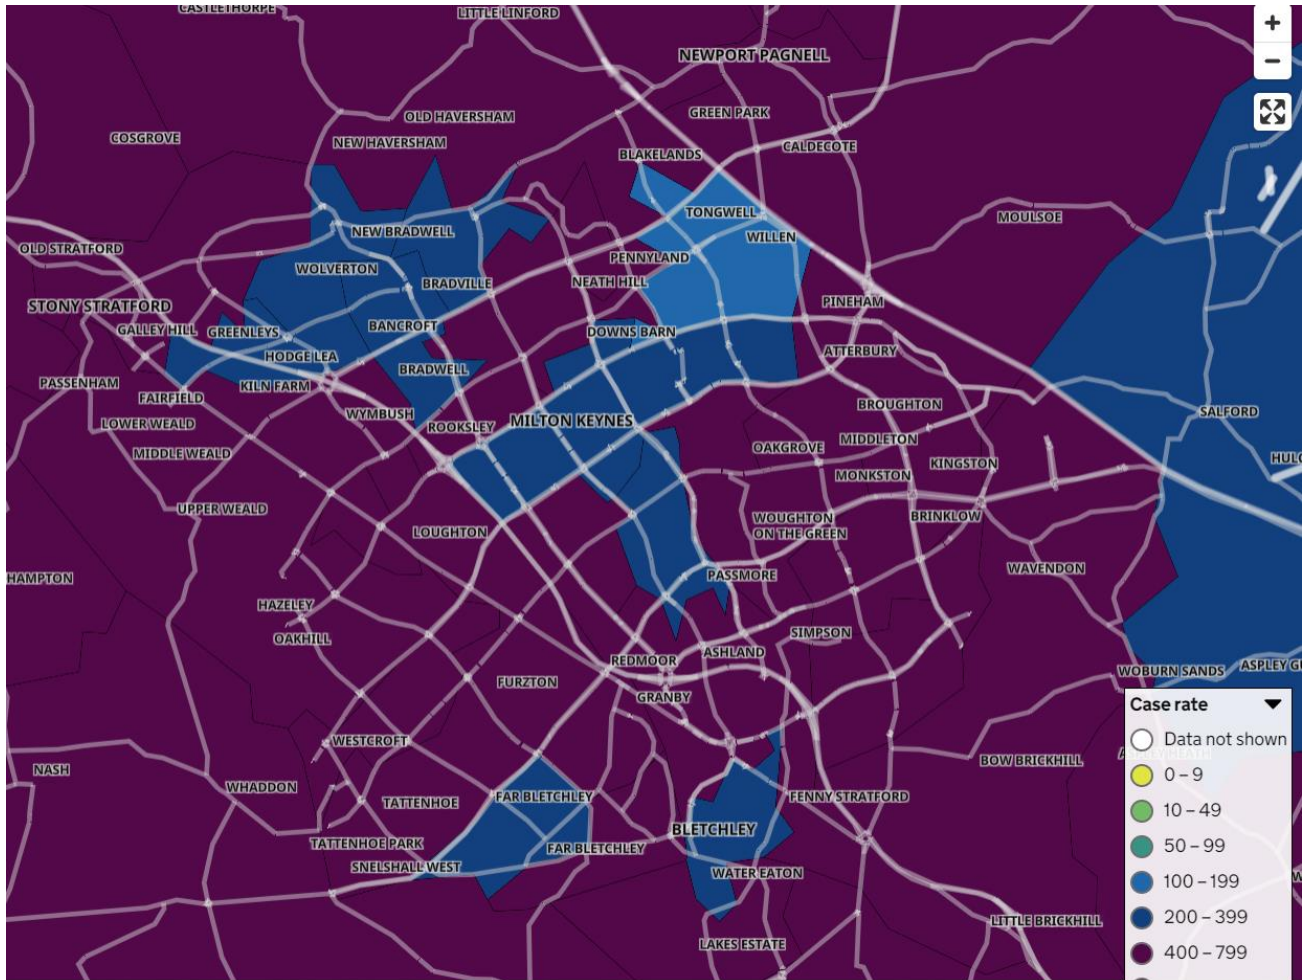 CASTLETHORPE
LITTLE LINFORD
+
NEWPORT PAGNELL
−
OLD HAVERSHAM
GREEN PARK
COSGROVE
NEW HAVERSHAM
CALDECOTE
BLAKELANDS
TONGWELL
MOULSOE
NEW BRADWELL
WILLEN
OLD STRATFORD
PENNYLAND
WOLVERTON
NEATH HILL
BRADVILLE
PINEHAM
STONY STRATFORD
BANCROFT
GALLEY HILL
GREENLEYS
DOWNS BARN
ATTERBURY
HODGE LEA
BRADWELL
PASSENHAM
KILN FARM
FAIRFIELD
BROUGHTON
SALFORD
WYMBUSH
LOWER WEALD
ROOKSLEY
MILTON KEYNES
MIDDLETON
OAKGROVE
MIDDLE WEALD
HULC
KINGSTON
MONKSTON
UPPER WEALD
WOUGHTON
ON THE GREEN
BRINKLOW
LOUGHTON
WAVENDON
HAMPTON
PASSMORE
HAZELEY
SIMPSON
OAKHILL
ASHLAND
REDMOOR
WOBURN SANDS
ASPLEY G
FURZTON
GRANBY
Case rate
WESTCROFT
Data not shown
BOW BRICKHILL
NASH
0 – 9
WHADDON
FAR BLETCHLEY
FENNY STRATFORD
TATTENHOE
10 – 49
BLETCHLEY
TATTENHOE PARK
FAR BLETCHLEY
50 – 99
SNELSHALL WEST
WATER EATON
100 – 199
200 – 399
LITTLE BRICKHILL
LAKES ESTATE
400 – 799